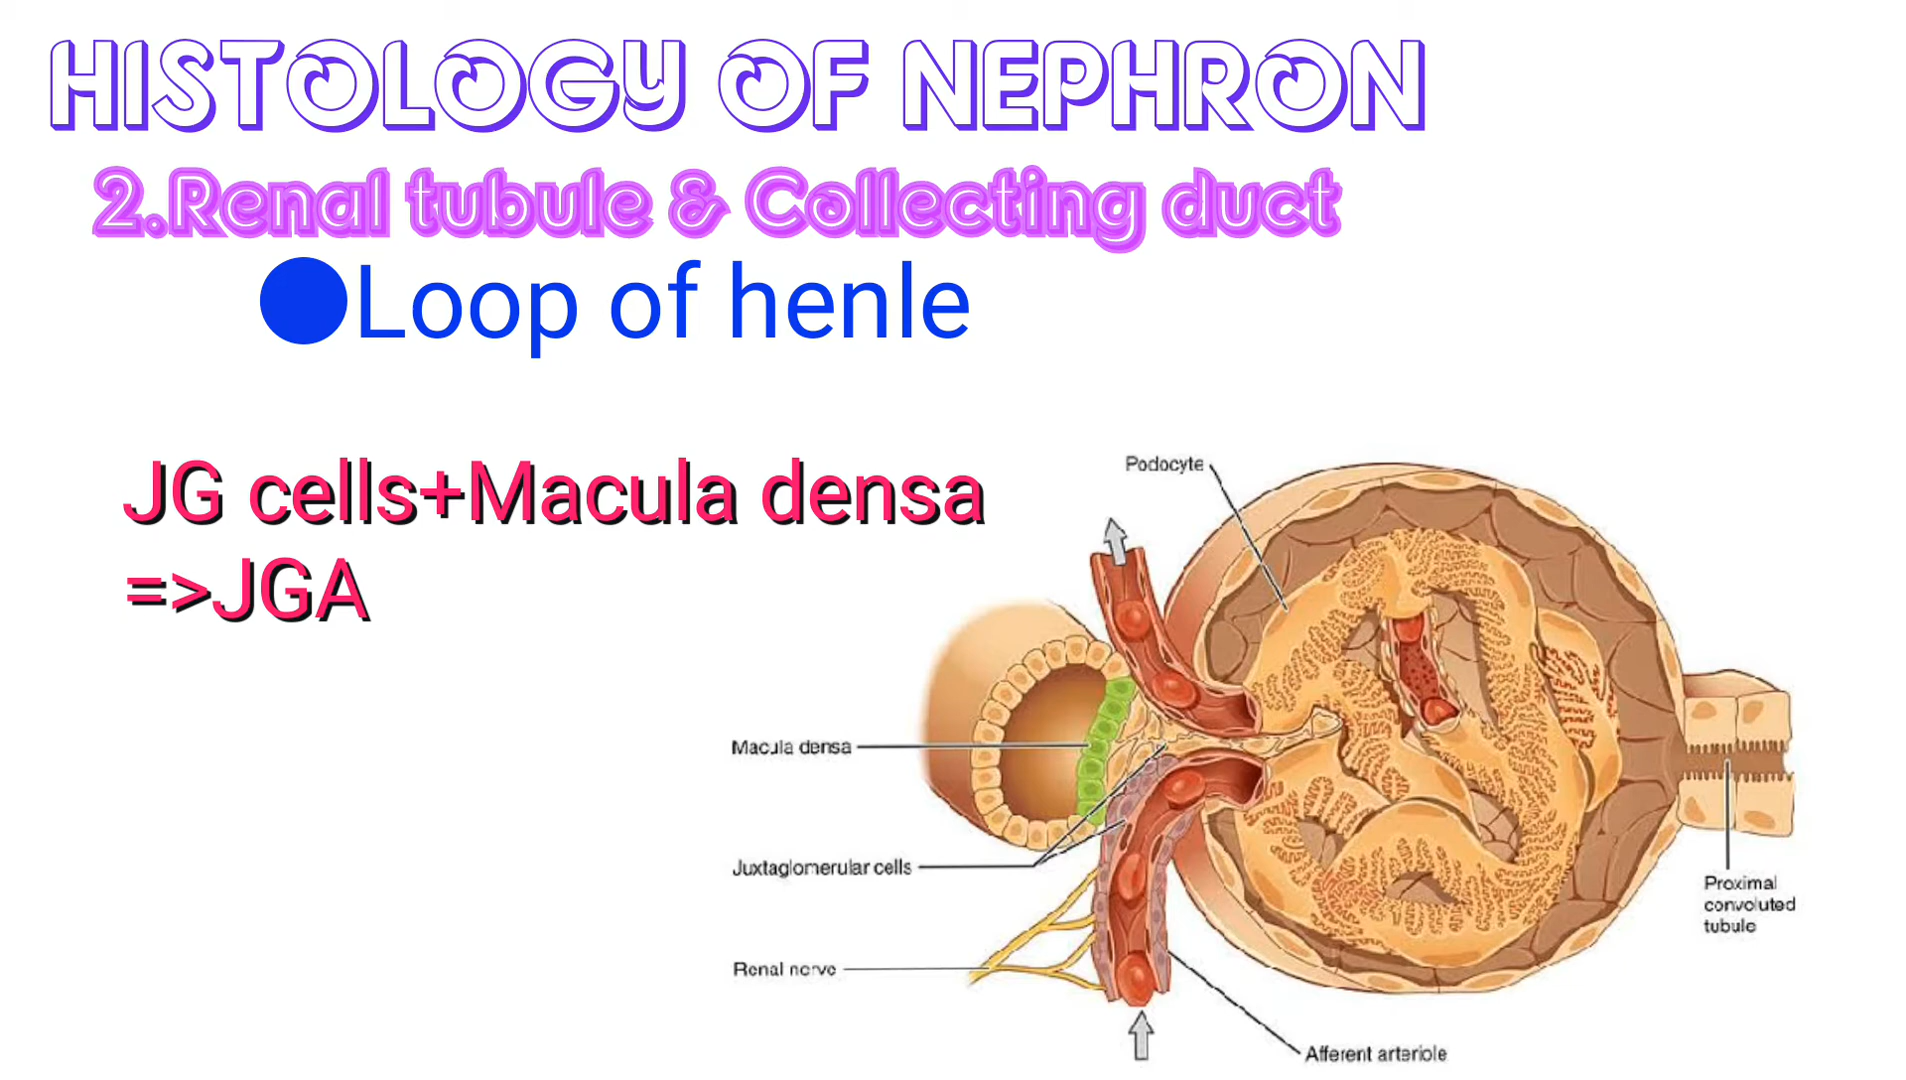 HISTOLOGY OF NEPHRON
2.Renal tubule & Collecting duct
●Loop of henle
JG cells+Macula densa
=>JGA
Podocyte
Macula densa
Juxtaglomerular cells
Renal nerve
Proximal
convoluted
tubule
Afferent arteriole